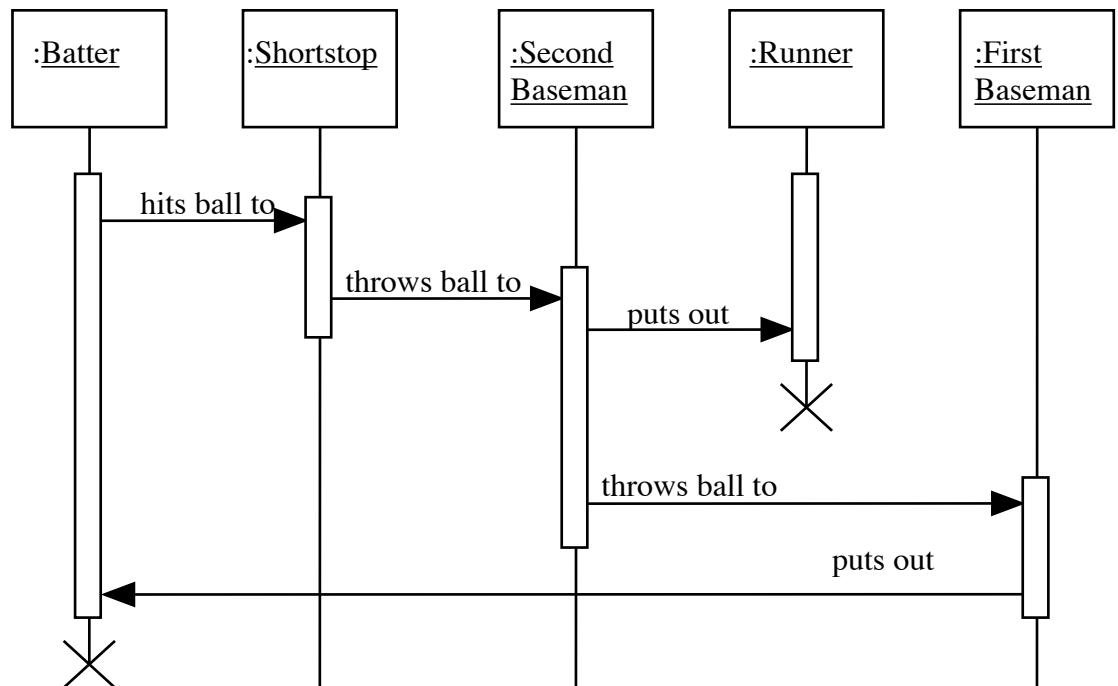 :Batter
:Shortstop
:Second
Baseman
:Runner
:First
Baseman
hits ball to
throws ball to
puts out
throws ball to
puts out